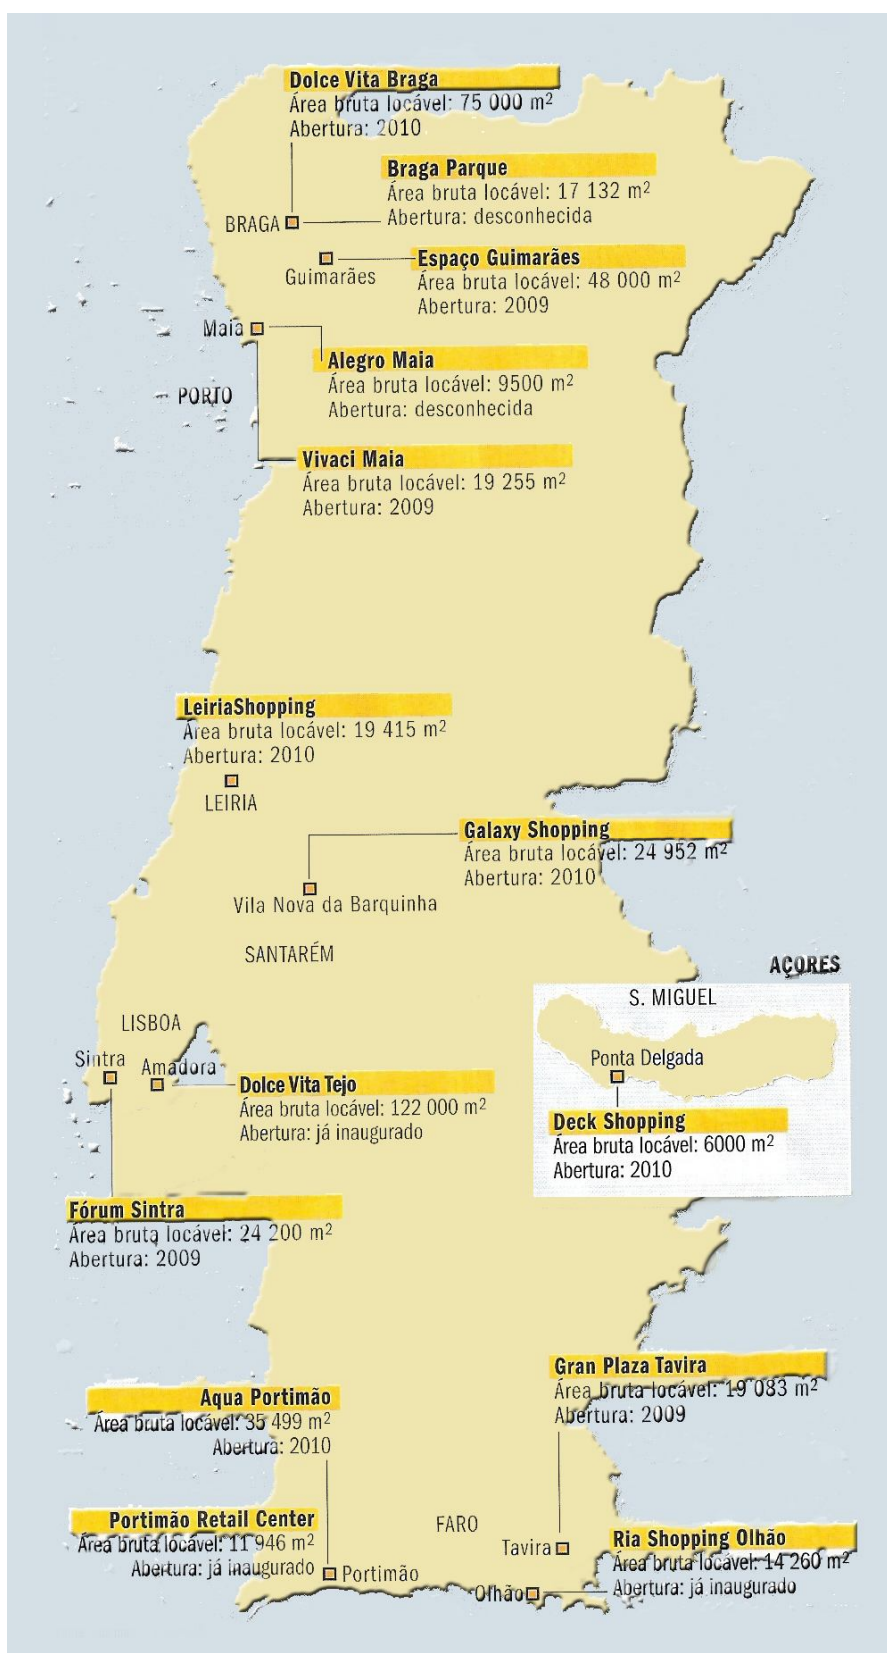 Dolce Vita Braga
Área bruta locável: 75 000 m²
Abertura: 2010
Braga Parque
Área bruta locável: 17 132 m²
Abertura: desconhecida
BRAGA
Espaço Guimarães
Área bruta locável: 48 000 m²
Abertura: 2009
Guimarães
Maia
Alegro Maia
Área bruta locável: 9500 m²
Abertura: desconhecida
PORTO
Vivaci Maia
Área bruta locável: 19 255 m²
Abertura: 2009
LeiriaShopping
Área bruta locável: 19 415 m²
Abertura: 2010
LEIRIA
Galaxy Shopping
Área bruta locável: 24 952 m²
Abertura: 2010
Vila Nova da Barquinha
SANTARÉM
AÇORES
S. MIGUEL
Ponta Delgada
Deck Shopping
Área bruta locável: 6000 m²
Abertura: 2010
LISBOA
Sintra
Amadora
Dolce Vita Tejo
Área bruta locável: 122 000 m²
Abertura: já inaugurado
Fórum Sintra
Área bruta locável: 24 200 m²
Abertura: 2009
Gran Plaza Tavira
Área bruta locável: 19 083 m²
Abertura: 2009
Aqua Portimão
Área bruta locável: 35 499 m²
Abertura: 2010
Portimão Retail Center
Área bruta locável: 11 946 m²
Abertura: já inaugurado
Portimão
FARO
Tavira
Ria Shopping Olhão
Área bruta locável: 14 260 m²
Abertura: já inaugurado
Olhão